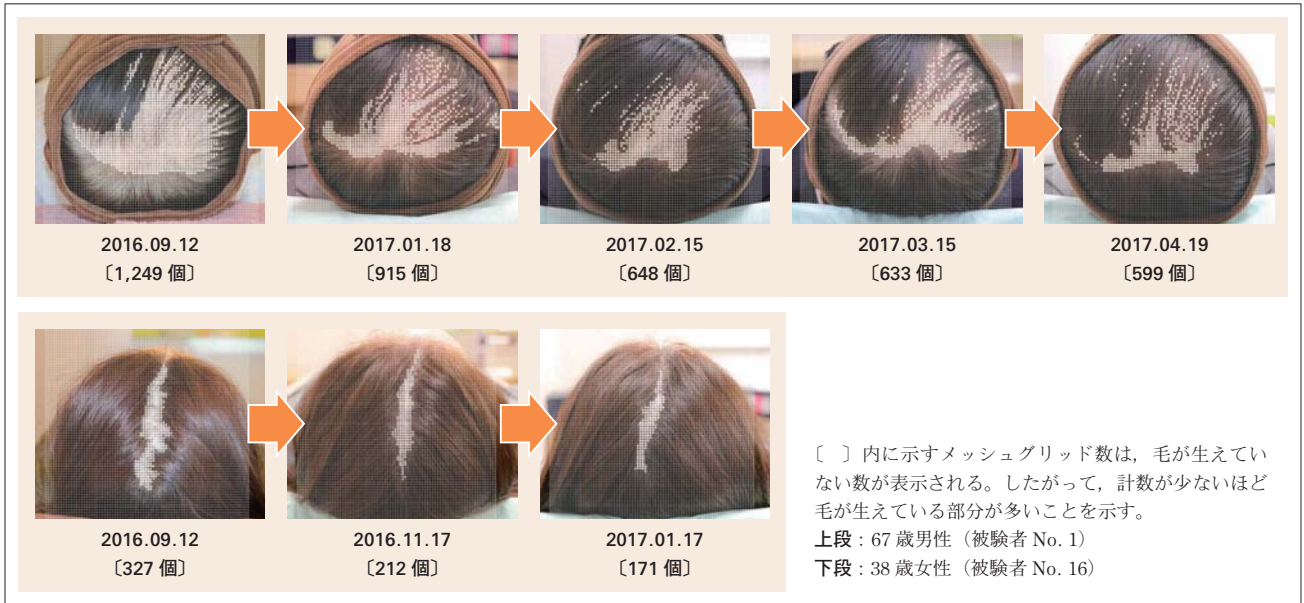 2016.09.12
〔1,249 個〕
2017.01.18
〔915 個〕
2017.02.15
〔648 個〕
2017.03.15
〔633 個〕
2017.04.19
〔599 個〕
2016.09.12
〔327 個〕
2016.11.17
〔212 個〕
2017.01.17
〔171 個〕
〔　〕内に示すメッシュグリッド数は，毛が生えてい
ない数が表示される。したがって，計数が少ないほど
毛が生えている部分が多いことを示す。
上段：67 歳男性（被験者 No. 1）
下段：38 歳女性（被験者 No. 16）